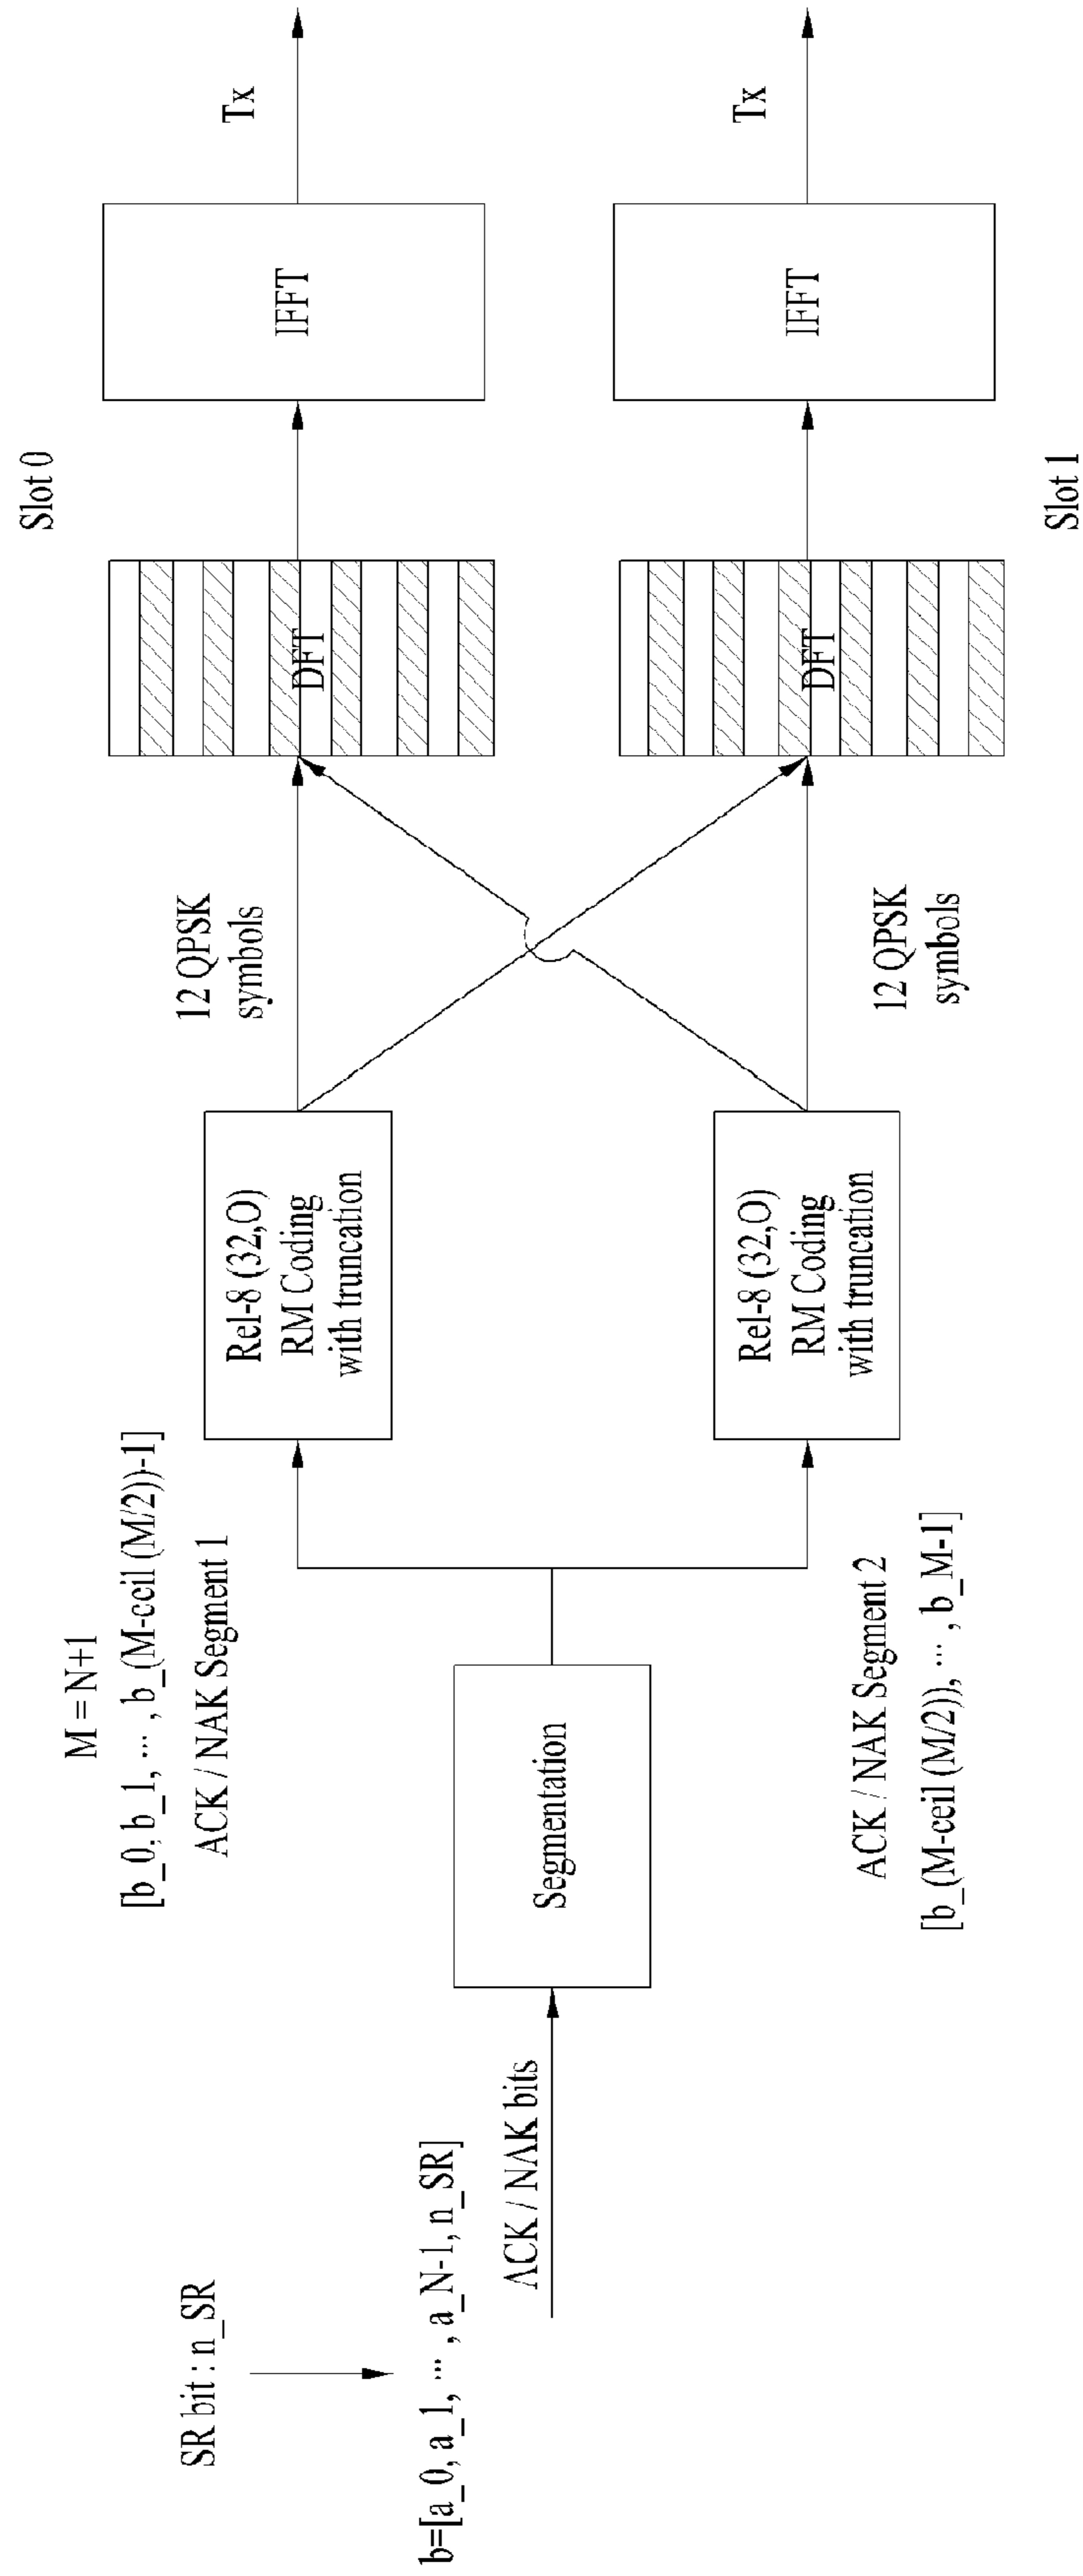 SR bit : n_SR
b=[a_0, a_1, ··· , a_N-1, n_SR]
ACK / NAK bits
Segmentation
M = N+1
[b_0, b_1, ··· , b_(M-ceil (M/2))-1]
ACK / NAK Segment 1
ACK / NAK Segment 2
[b_(M-ceil (M/2)), ··· , b_M-1]
Rel-8 (32,O)
RM Coding
with truncation
Rel-8 (32,O)
RM Coding
with truncation
12 QPSK
symbols
12 QPSK
symbols
Slot 0
DFT
IFFT
Tx
DFT
IFFT
Tx
Slot 1